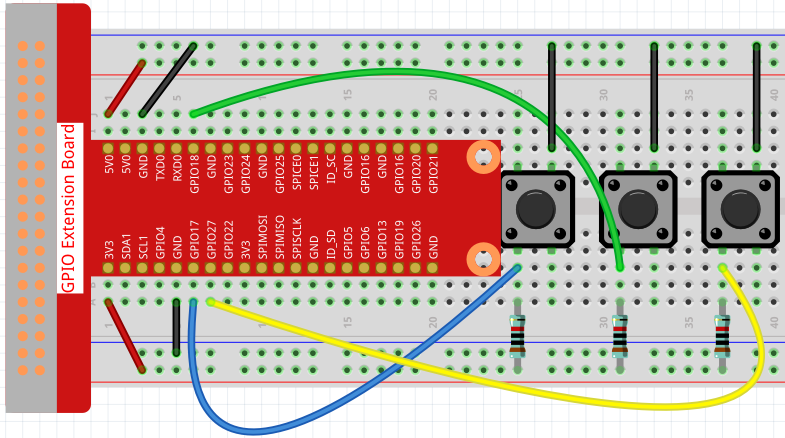 GPIO Extension Board
1
5
15
20
25
30
35
40
J
5V0
5V0
GND
TXD0
RXD0
GPIO18
GND
GPIO23
GPIO24
GND
GPIO25
SPICE0
SPICE1
ID_SC
GND
GPIO16
GND
GPIO16
GPIO20
GPIO21
3V3
SDA1
SCL1
GPIO4
GND
GPIO17
GPIO27
GPIO22
3V3
SPIMOSI
SPIMISO
SPISCLK
GND
ID_SD
GPIO5
GPIO6
GPIO13
GPIO19
GPIO26
GND
B
A
1
15
20
30
35
40